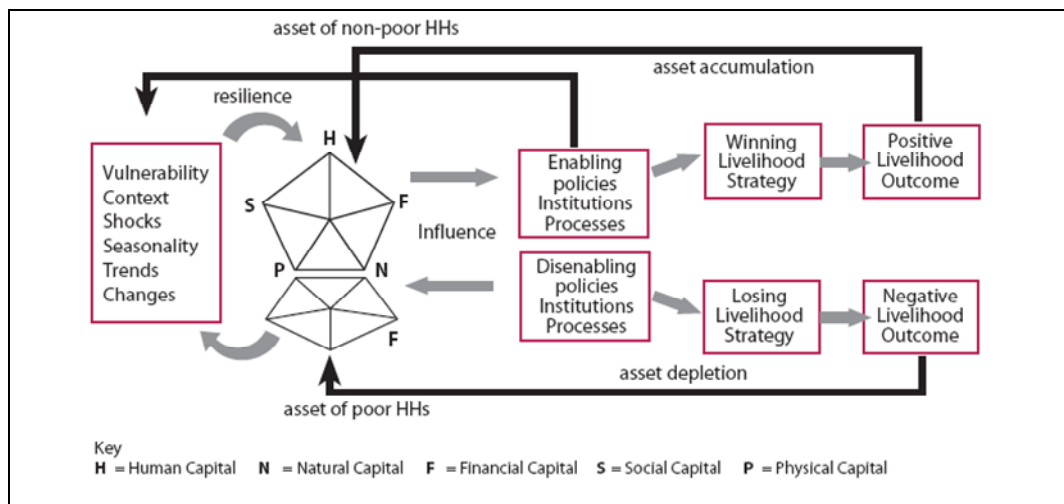 asset of non-poor HHs
asset accumulation
resilience
Vulnerability
Context
Shocks
Seasonality
Trends
Changes
H
S
F
P
N
F
Influence
Enabling
policies
Institutions
Processes
Winning
Livelihood
Strategy
Positive
Livelihood
Outcome
Disenabling
policies
Institutions
Processes
Losing
Livelihood
Strategy
Negative
Livelihood
Outcome
asset depletion
asset of poor HHs
Key
H = Human Capital N = Natural Capital F = Financial Capital S = Social Capital P = Physical Capital